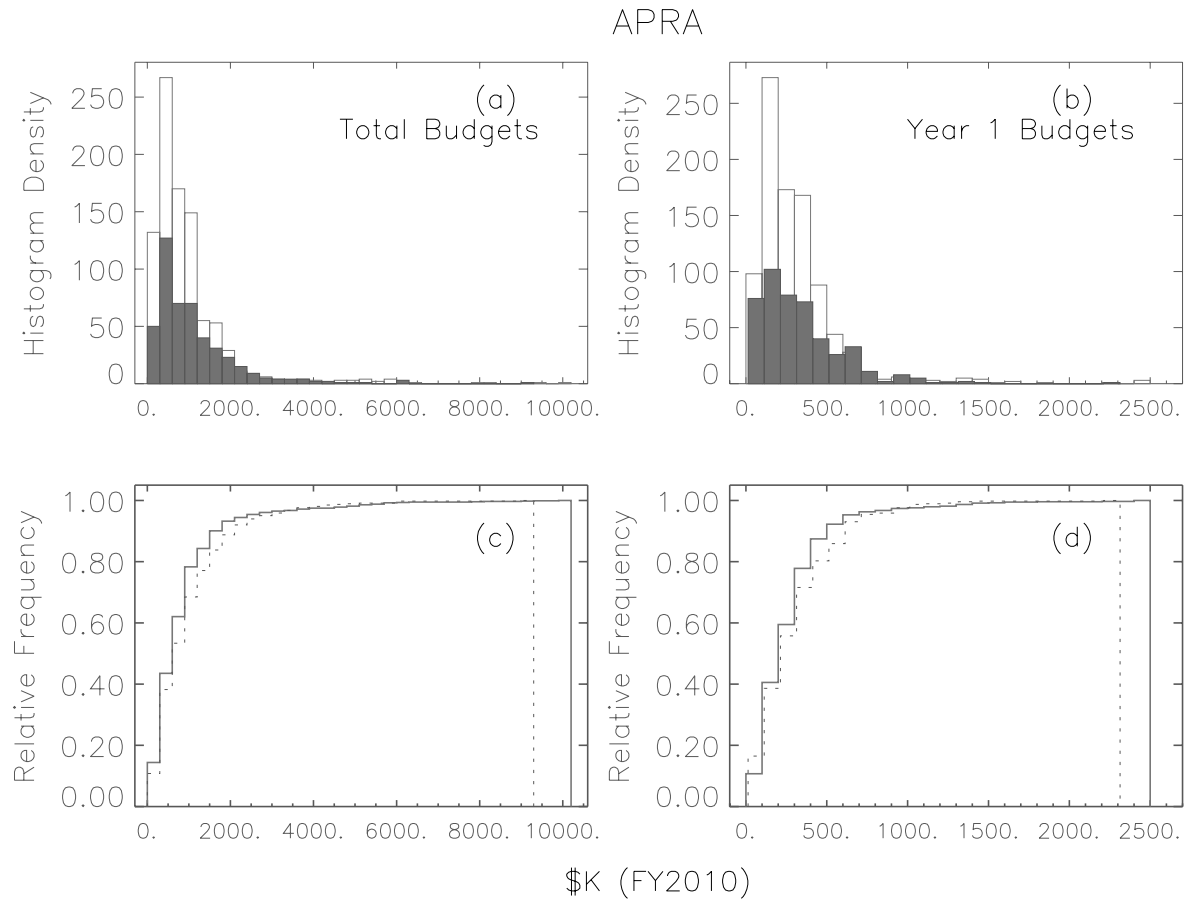 APRA
(a)
Total Budgets
Histogram Density
250
200
150
100
50
0
0. 2000. 4000. 6000. 8000. 10000.
(b)
Year 1 Budgets
Histogram Density
250
200
150
100
50
0
0. 500. 1000. 1500. 2000. 2500.
(c)
Relative Frequency
1.00
0.80
0.60
0.40
0.20
0.00
0. 2000. 4000. 6000. 8000. 10000.
(d)
Relative Frequency
1.00
0.80
0.60
0.40
0.20
0.00
0. 500. 1000. 1500. 2000. 2500.
$K (FY2010)